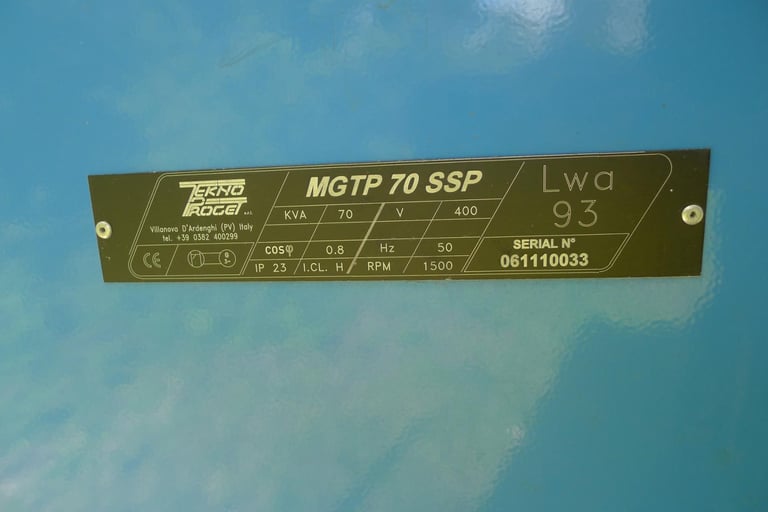 TEKNO
PROGET s.r.l.
Villanova D'Ardenghi (PV) Italy
tel. +39 0382 400299
CE
G
3~
MGTP 70 SSP
KVA 70 V 400
cosφ 0.8 Hz 50
IP 23 I.CL. H RPM 1500
Lwa
93
SERIAL N°
061110033